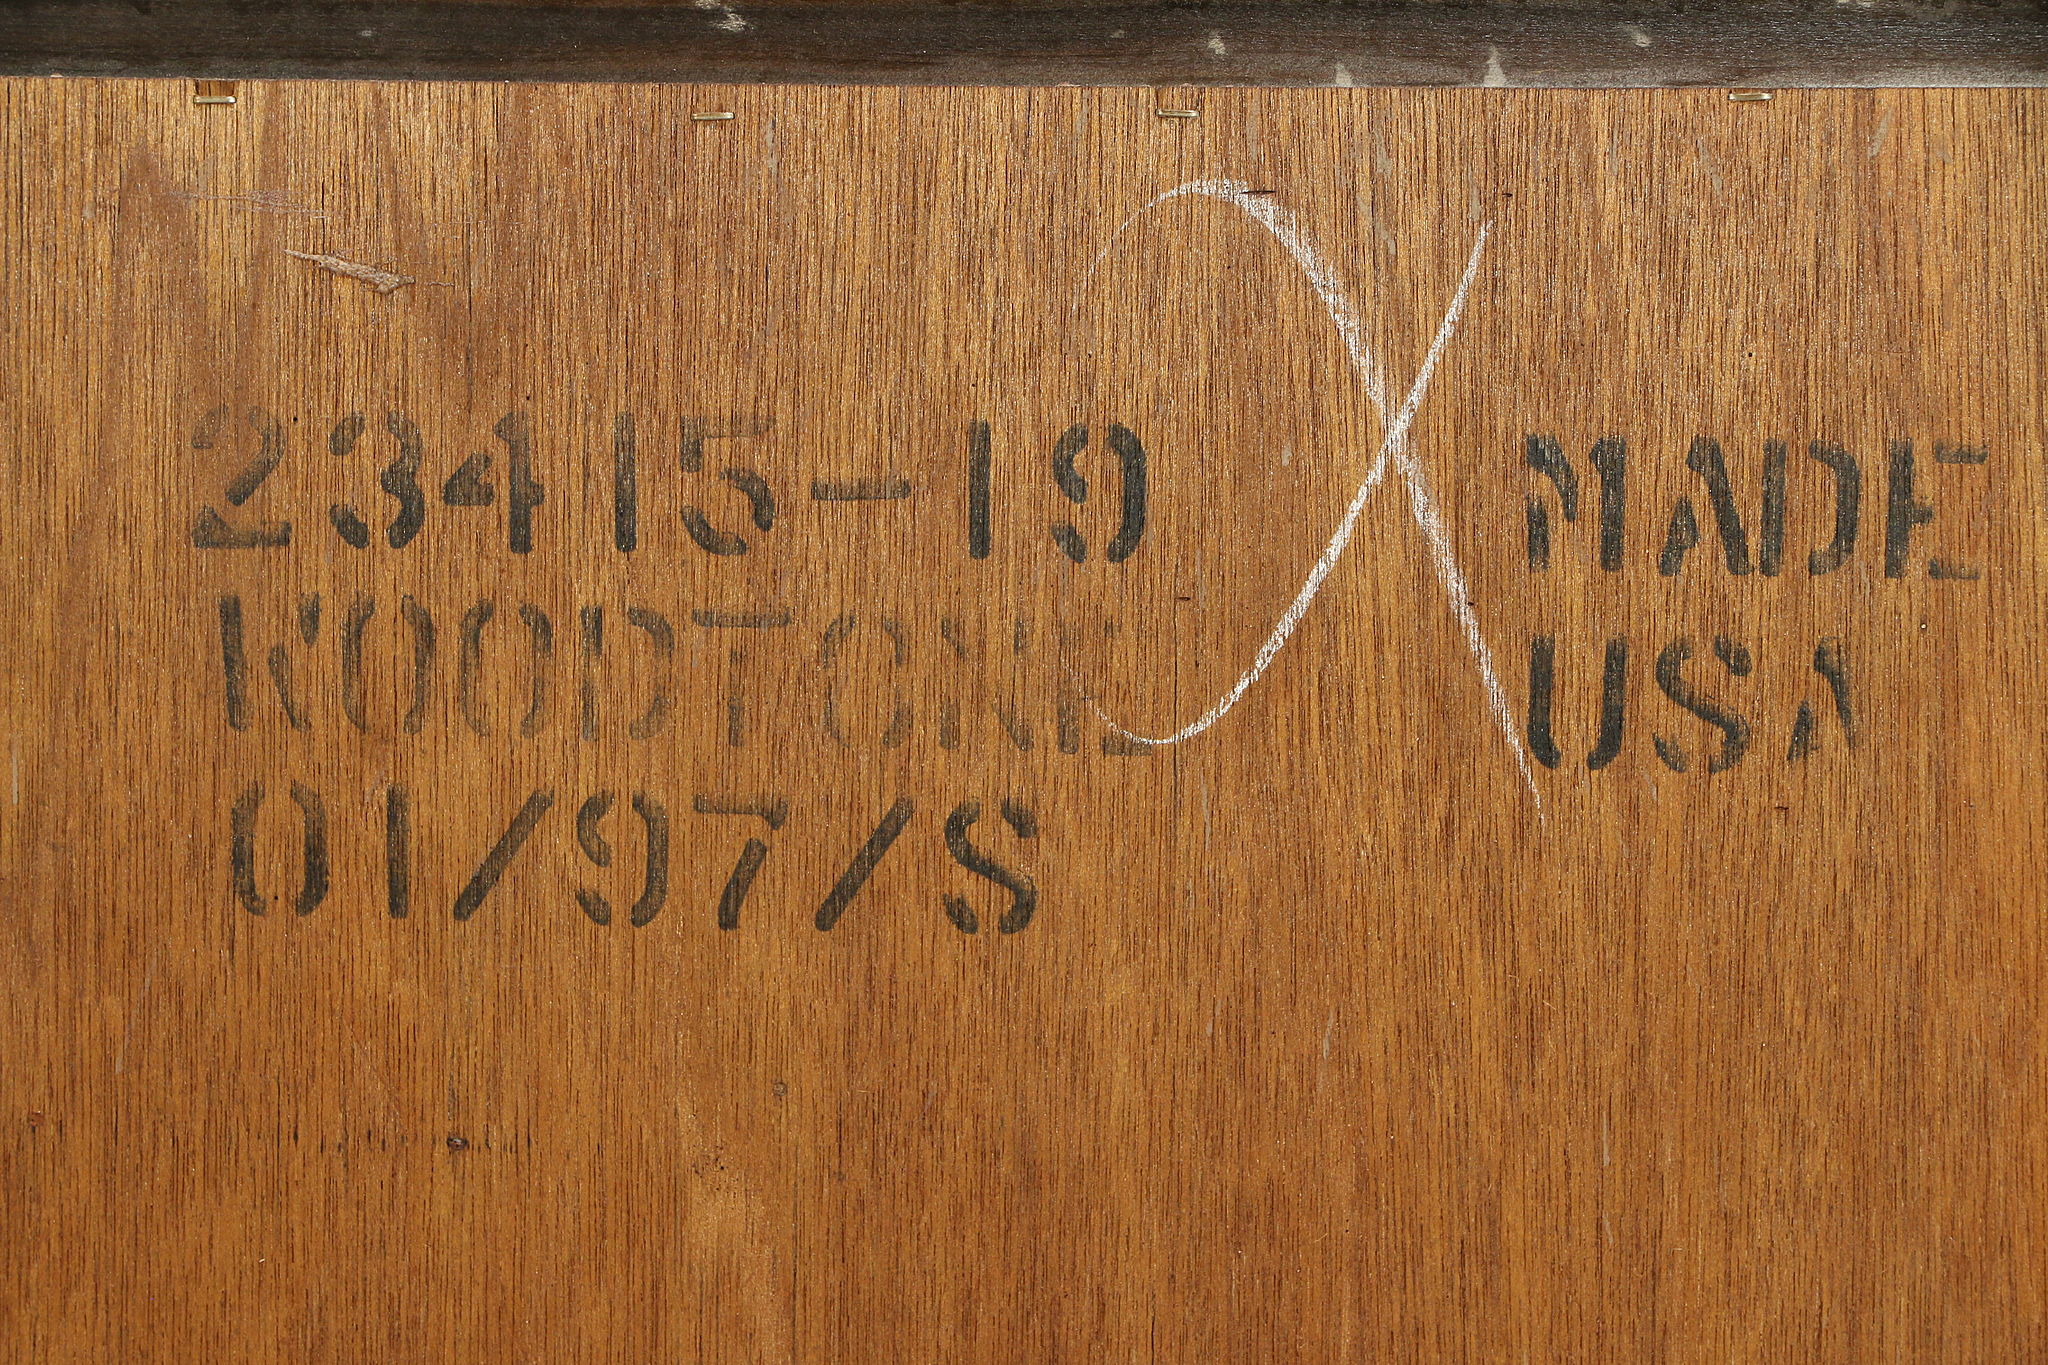 23415-19
WOODTONE
01/97/S
X
MADE
USA